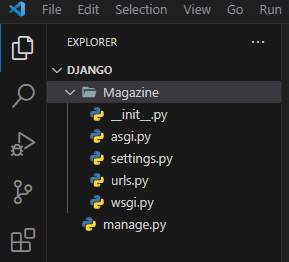 File Edit Selection View Go Run
EXPLORER ...
DJANGO
Magazine
__init__.py
asgi.py
settings.py
urls.py
wsgi.py
manage.py